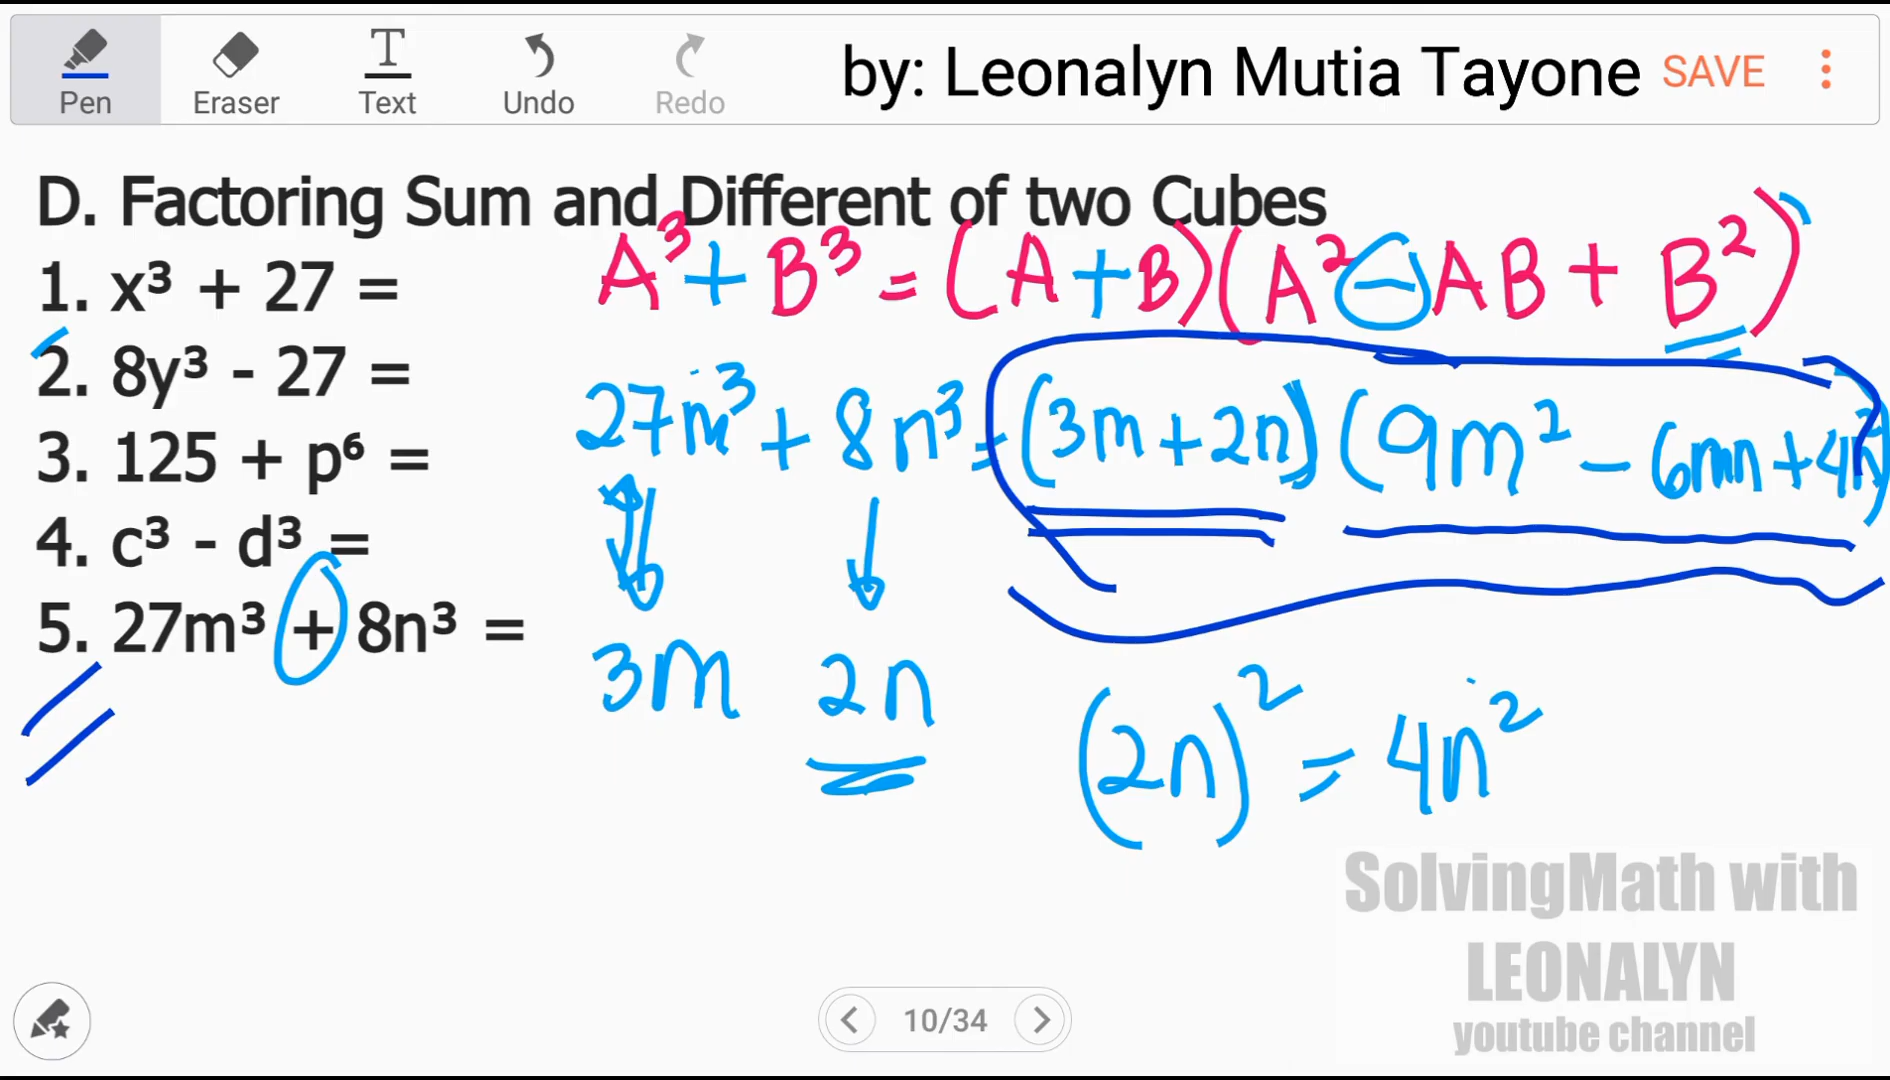 Pen Eraser Text Undo Redo by: Leonalyn Mutia Tayone SAVE
D. Factoring Sum and Different of two Cubes
A³ + B³ = (A + B)(A² - AB + B²)
1. x³ + 27 =
2. 8y³ - 27 =
27m³ + 8n³ = (3m + 2n) (9m² - 6mn + 4n²)
3. 125 + p⁶ =
4. c³ - d³ =
5. 27m³ + 8n³ =
3m 2n
(2n)² = 4n²
SolvingMath with
LEONALYN
youtube channel
10/34